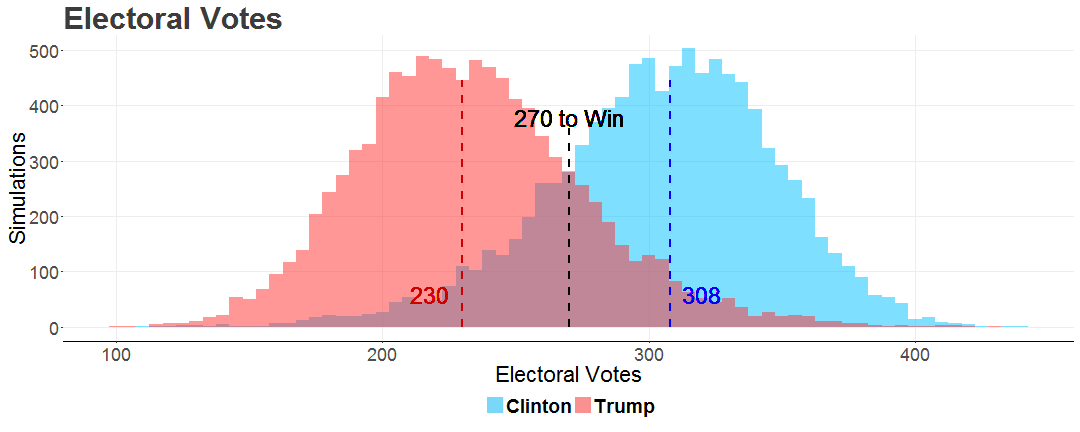 Electoral Votes
500
400
300
200
100
0
Simulations
270 to Win
230
308
100 200 300 400
Electoral Votes
Clinton Trump